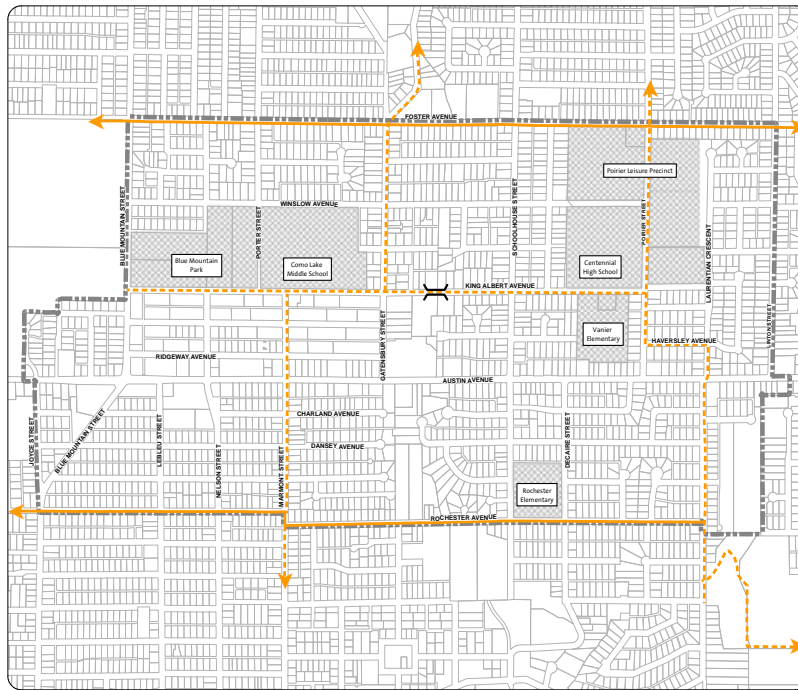 FOSTER AVENUE
Poirier Leisure Precinct
BLUE MOUNTAIN STREET
WINSLOW AVENUE
PORTER STREET
SCHOOLHOUSE STREET
POIRIER STREET
LAURENTIAN CRESCENT
Blue Mountain
Park
Como Lake
Middle School
Centennial
High School
KING ALBERT AVENUE
GATENSBURY STREET
Vanier
Elementary
HAVERSLEY AVENUE
RIDGEWAY AVENUE
AUSTIN AVENUE
JOYCE STREET
BLUE MOUNTAIN STREET
LEBLEU STREET
NELSON STREET
MARMONT STREET
CHARLAND AVENUE
DANSEY AVENUE
DECAIRE STREET
Rochester
Elementary
ROCHESTER AVENUE